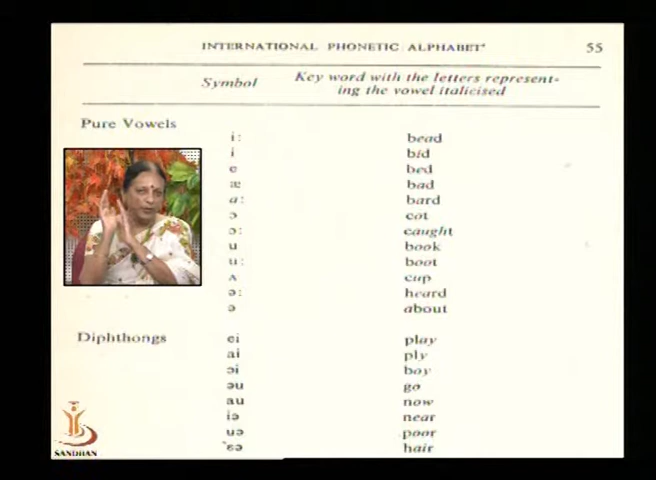 INTERNATIONAL PHONETIC ALPHABET* 55
Symbol Key word with the letters represent-
ing the vowel italicised
Pure Vowels
i: bead
i bid
e bed
æ bad
ɑ: bard
ɔ cot
ɔ: caught
u book
u: boot
ʌ cup
ə: heard
ə about
Diphthongs ei play
ai ply
ɔi boy
əu go
au now
iə near
uə poor
ɛə hair
SANDHAN